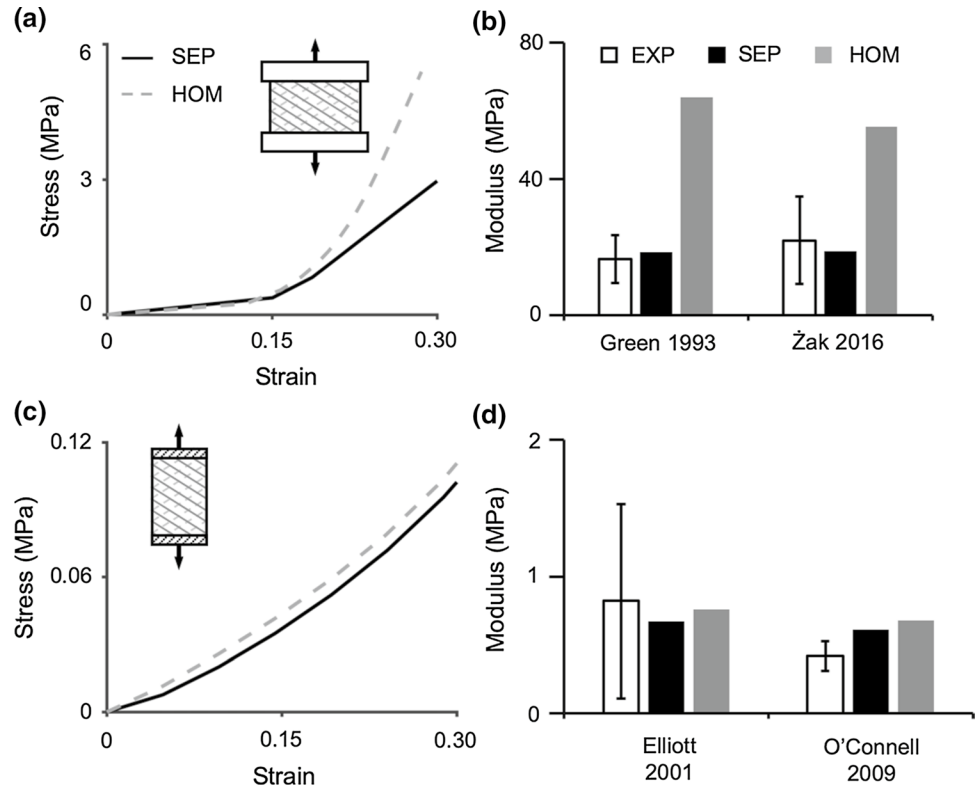 (a)
6
3
0
Stress (MPa)
SEP
HOM
0 0.15 0.30
Strain
(b)
80
40
0
Modulus (MPa)
EXP SEP HOM
Green 1993 Żak 2016
(c)
0.12
0.06
0
Stress (MPa)
0 0.15 0.30
Strain
(d)
2
1
0
Modulus (MPa)
Elliott O'Connell
2001 2009